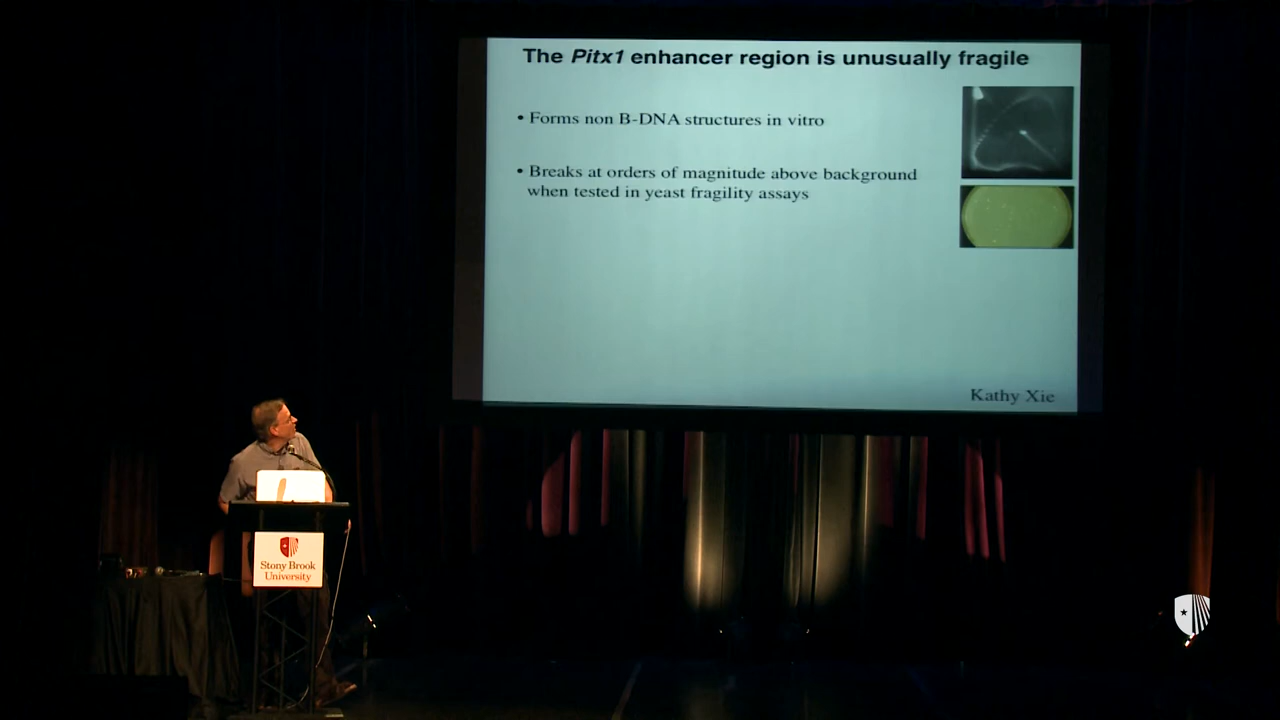 The Pitx1 enhancer region is unusually fragile
• Forms non B-DNA structures in vitro
• Breaks at orders of magnitude above background
when tested in yeast fragility assays
Kathy Xie
Stony Brook
University